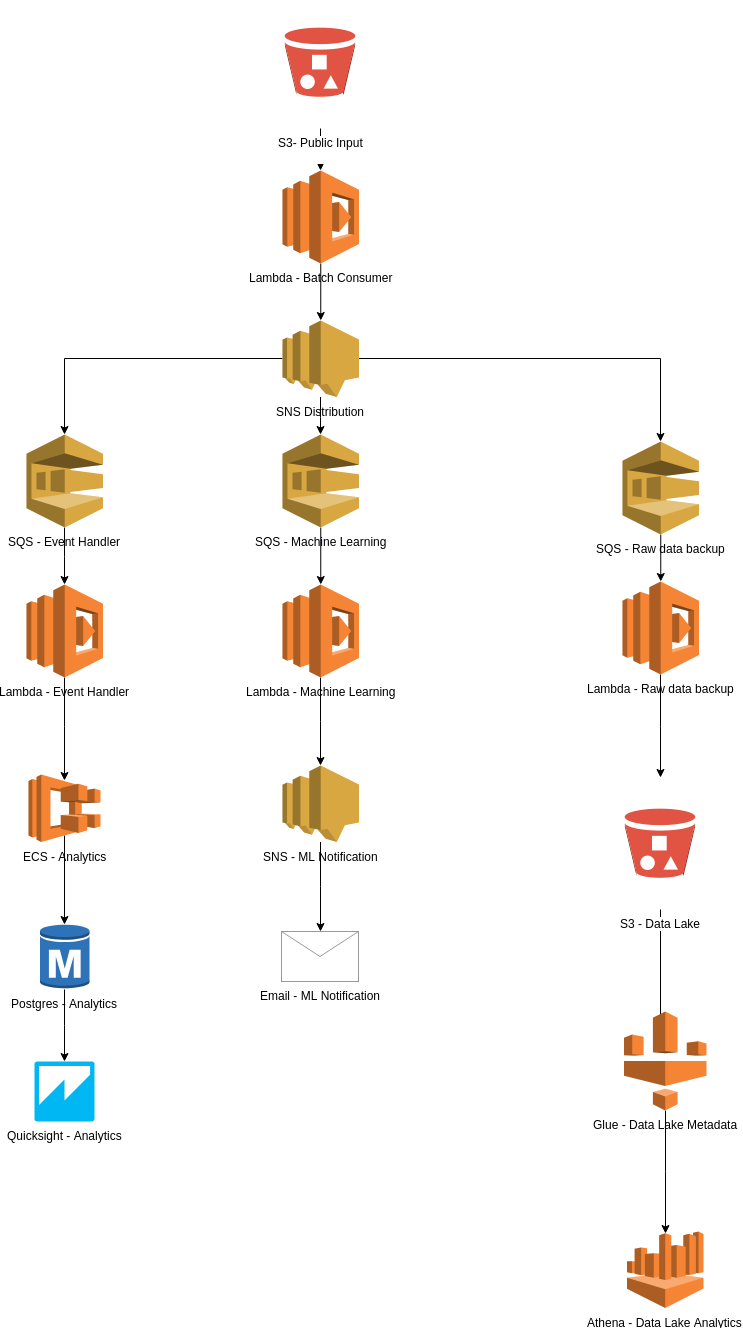 S3- Public Input
Lambda - Batch Consumer
SNS Distribution
SQS - Event Handler
SQS - Machine Learning
SQS - Raw data backup
Lambda - Event Handler
Lambda - Machine Learning
Lambda - Raw data backup
ECS - Analytics
SNS - ML Notification
S3 - Data Lake
M
Postgres - Analytics
Email - ML Notification
Quicksight - Analytics
Glue - Data Lake Metadata
Athena - Data Lake Analytics